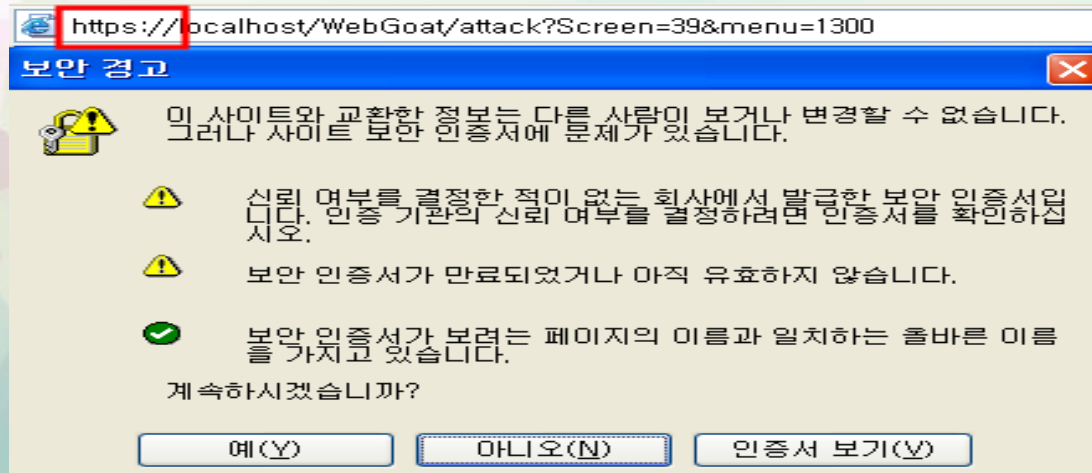 https://localhost/WebGoat/attack?Screen=39&menu=1300
보안 경고
이 사이트와 교환한 정보는 다른 사람이 보거나 변경할 수 없습니다.
그러나 사이트 보안 인증서에 문제가 있습니다.
신뢰 여부를 결정한 적이 없는 회사에서 발급한 보안 인증서입
니다. 인증 기관의 신뢰 여부를 결정하려면 인증서를 확인하십
시오.
보안 인증서가 만료되었거나 아직 유효하지 않습니다.
보안 인증서가 보려는 페이지의 이름과 일치하는 올바른 이름
을 가지고 있습니다.
계속하시겠습니까?
예(Y) 아니오(N) 인증서 보기(V)